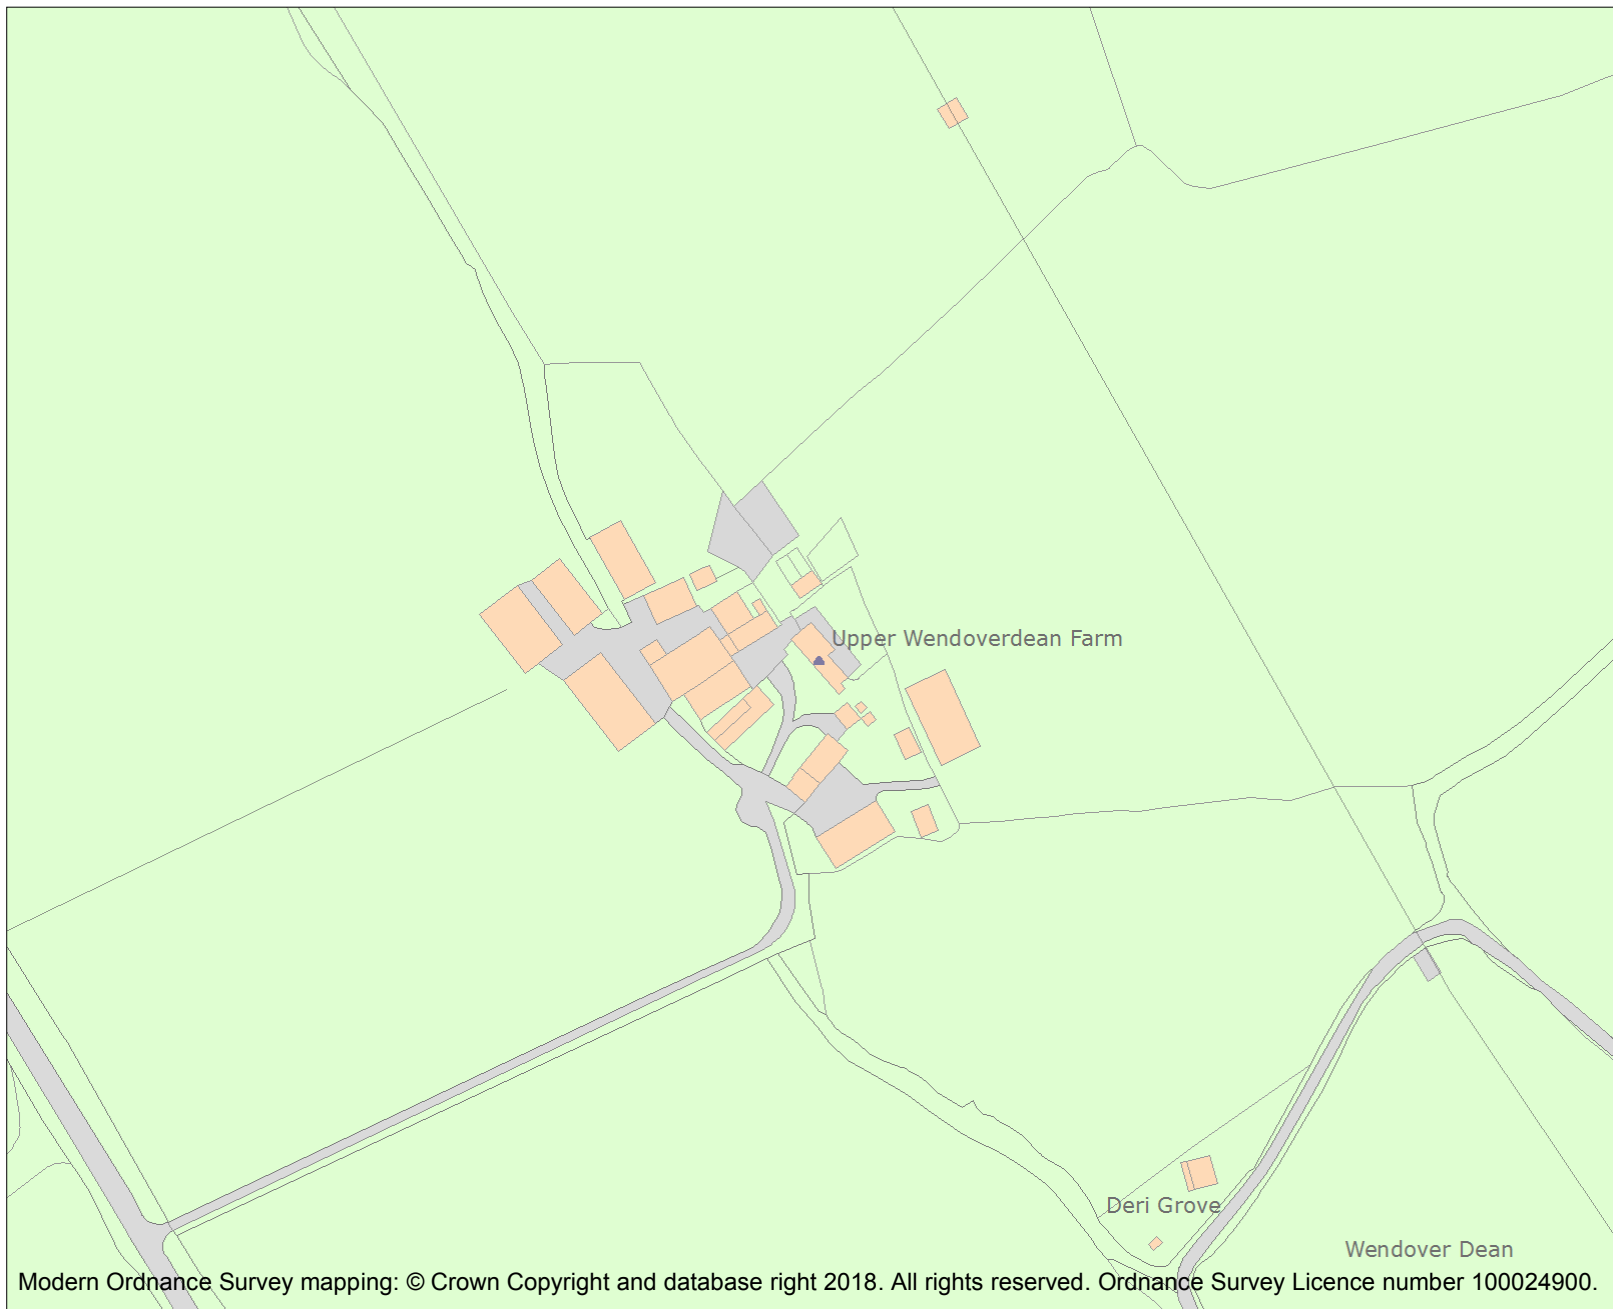 Upper Wendoverdean Farm
Deri Grove
Wendover Dean
Modern Ordnance Survey mapping: © Crown Copyright and database right 2018. All rights reserved. Ordnance Survey Licence number 100024900.